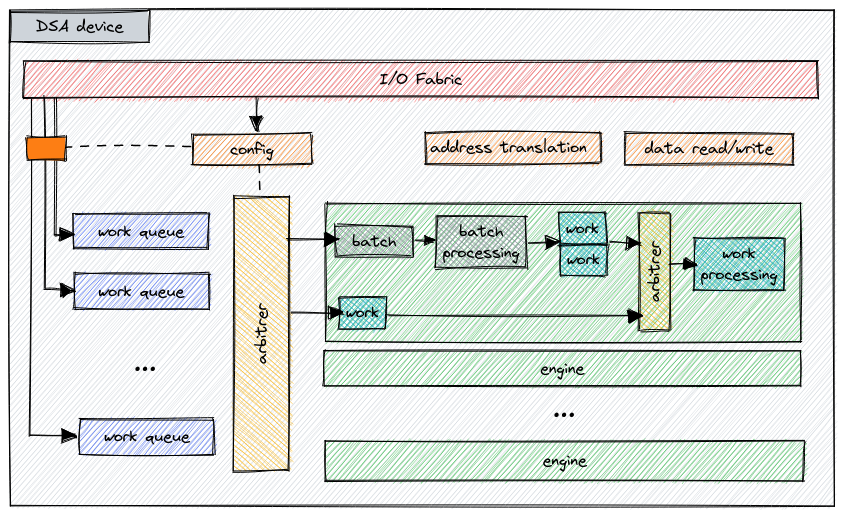 DSA device
I/O Fabric
config
address translation
data read/write
work queue
work queue
...
work queue
arbitrer
batch
batch
processing
work
work
work
arbitrer
work
processing
engine
...
engine